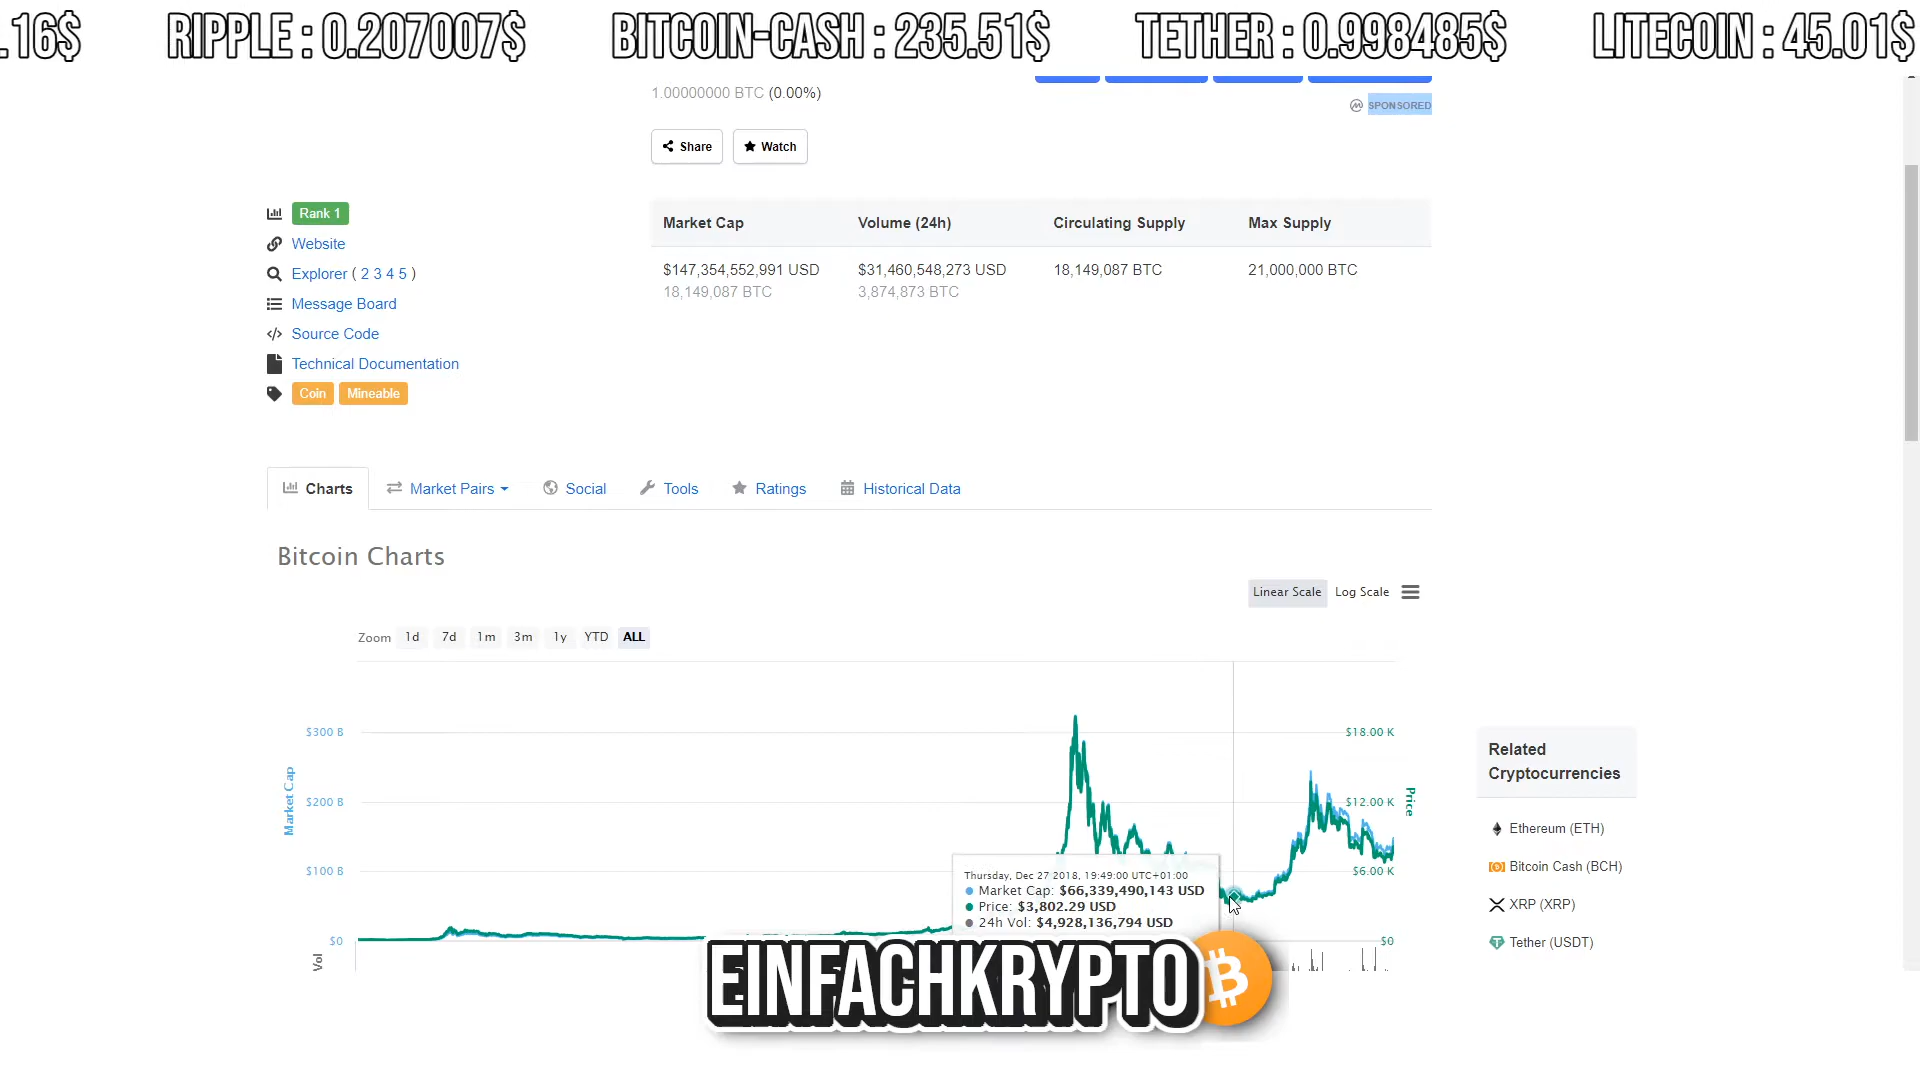 .16$ RIPPLE : 0.207007$ BITCOIN-CASH : 235.51$ TETHER : 0.998485$ LITECOIN : 45.01$
1.00000000 BTC (0.00%)
SPONSORED
Share Watch
Rank 1
Website
Explorer ( 2 3 4 5 )
Message Board
Source Code
Technical Documentation
Coin Mineable
Market Cap Volume (24h) Circulating Supply Max Supply
$147,354,552,991 USD $31,460,548,273 USD 18,149,087 BTC 21,000,000 BTC
18,149,087 BTC 3,874,873 BTC
Charts Market Pairs Social Tools Ratings Historical Data
Bitcoin Charts
Linear Scale Log Scale
Zoom 1d 7d 1m 3m 1y YTD ALL
$300 B $18.00 K
$200 B $12.00 K
$100 B $6.00 K
$0 $0
Market Cap
Price
Vol
Thursday, Dec 27 2018, 19:49:00 UTC+01:00
Market Cap: $66,339,490,143 USD
Price: $3,802.29 USD
24h Vol: $4,928,136,794 USD
Related
Cryptocurrencies
Ethereum (ETH)
Bitcoin Cash (BCH)
XRP (XRP)
Tether (USDT)
EINFACHKRYPTO